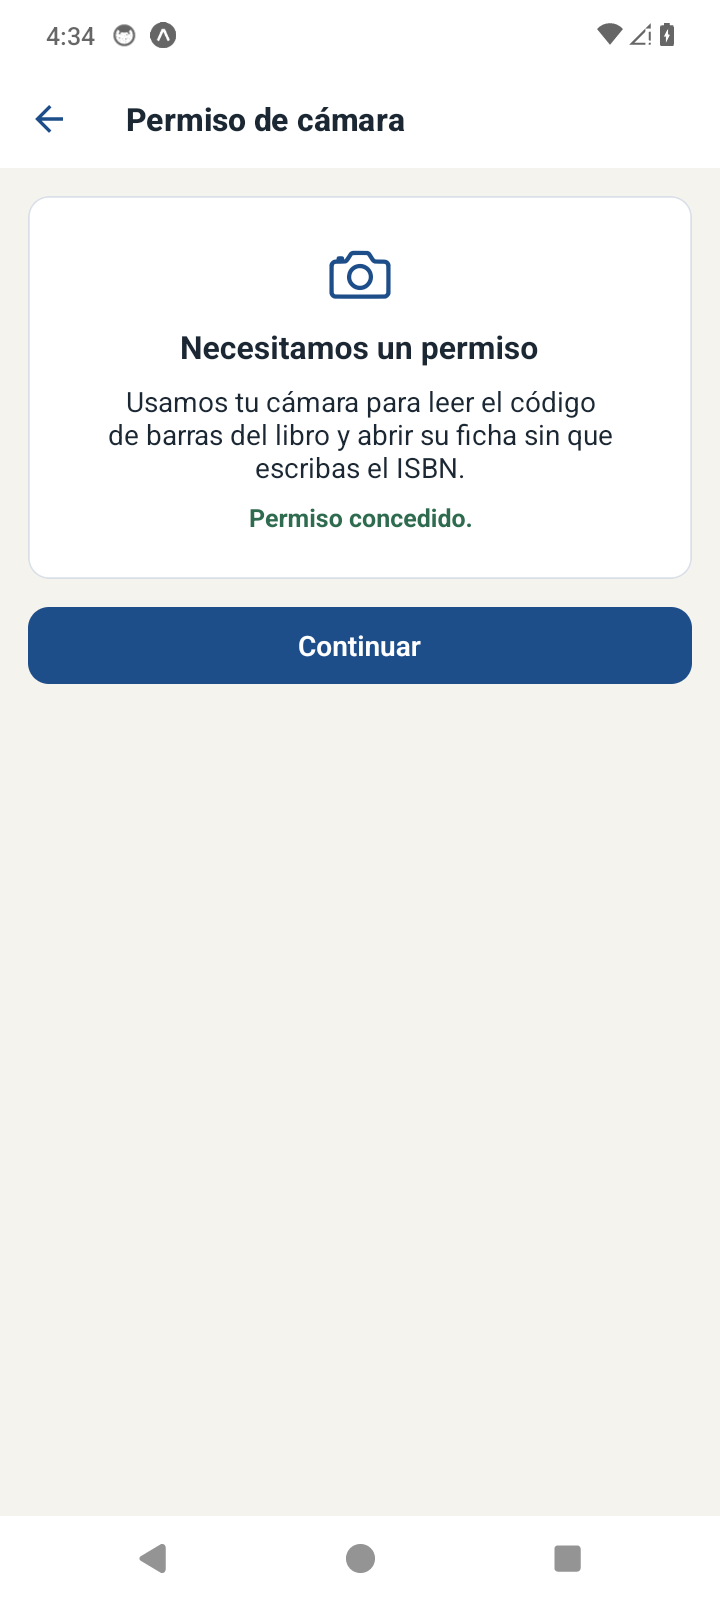 4:34
Permiso de cámara
Necesitamos un permiso
Usamos tu cámara para leer el código
de barras del libro y abrir su ficha sin que
escribas el ISBN.
Permiso concedido.
Continuar